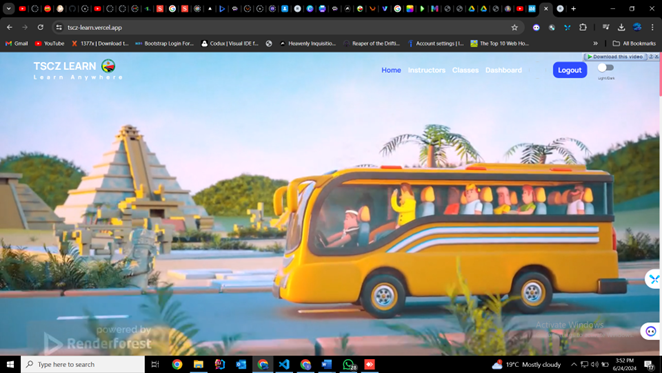 tscz-learn.vercel.app
Gmail
YouTube
1377x | Download t...
Bootstrap Login For...
Codux | Visual IDE f...
Heavenly Inquisitio...
Reaper of the Drifti...
Account settings | I...
The Top 10 Web Ho...
»
All Bookmarks
Download this video
TSCZ LEARN
Learn Anywhere
Home
Instructors
Classes
Dashboard
Logout
powered by
Renderforest
Activate Windows
Type here to search
19°C Mostly cloudy
3:52 PM
6/24/2024